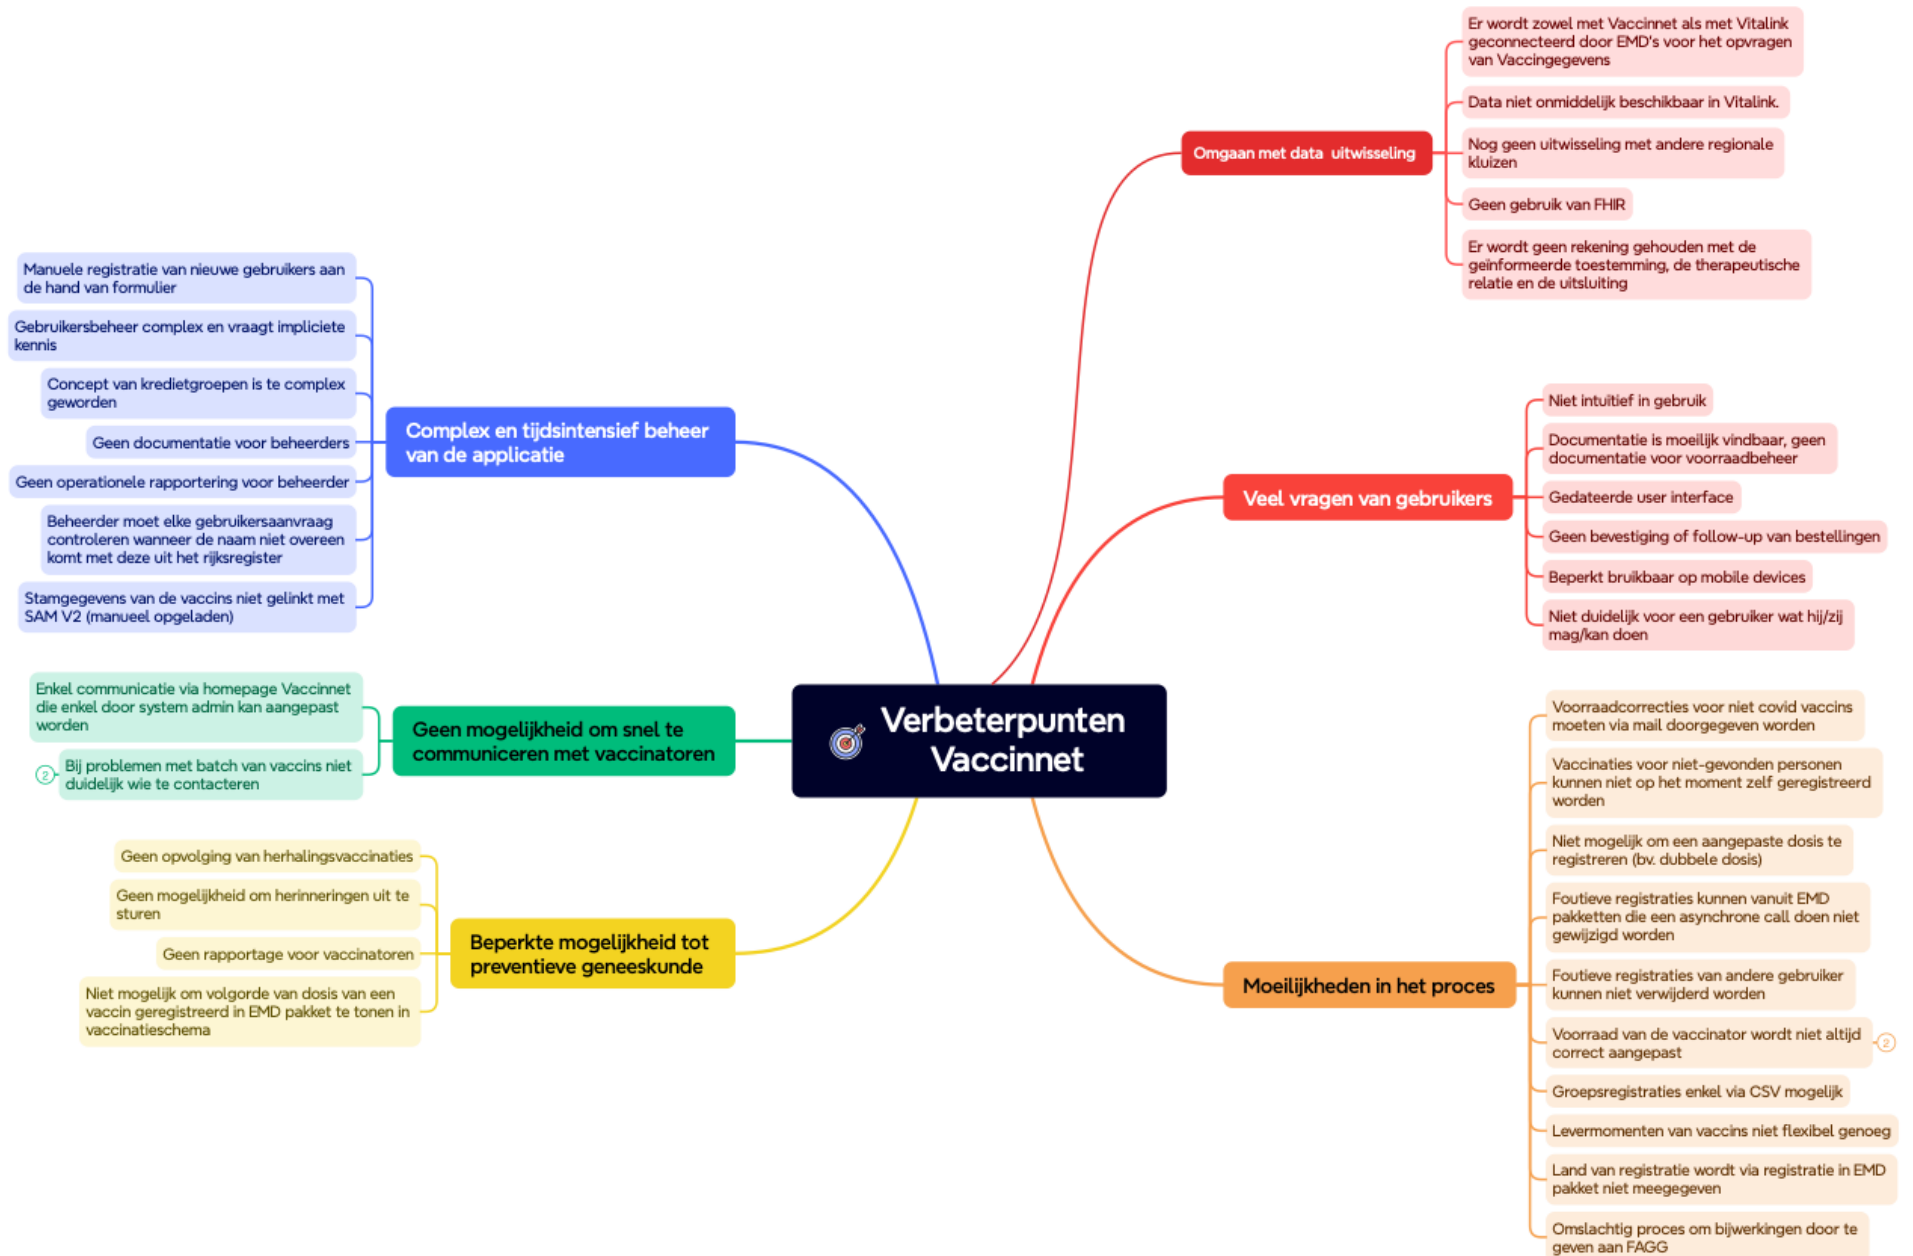 Verbeterpunten
Vaccinnet
Omgaan met data uitwisseling
Er wordt zowel met Vaccinnet als met Vitalink
geconnecteerd door EMD's voor het opvragen
van Vaccingegevens
Data niet onmiddelijk beschikbaar in Vitalink.
Nog geen uitwisseling met andere regionale
kluizen
Geen gebruik van FHIR
Er wordt geen rekening gehouden met de
geïnformeerde toestemming, de therapeutische
relatie en de uitsluiting
Veel vragen van gebruikers
Niet intuïtief in gebruik
Documentatie is moeilijk vindbaar, geen
documentatie voor voorraadbeheer
Gedateerde user interface
Geen bevestiging of follow-up van bestellingen
Beperkt bruikbaar op mobile devices
Niet duidelijk voor een gebruiker wat hij/zij
mag/kan doen
Moeilijkheden in het proces
Voorraadcorrecties voor niet covid vaccins
moeten via mail doorgegeven worden
Vaccinaties voor niet-gevonden personen
kunnen niet op het moment zelf geregistreerd
worden
Niet mogelijk om een aangepaste dosis te
registreren (bv. dubbele dosis)
Foutieve registraties kunnen vanuit EMD
pakketten die een asynchrone call doen niet
gewijzigd worden
Foutieve registraties van andere gebruiker
kunnen niet verwijderd worden
Voorraad van de vaccinator wordt niet altijd
correct aangepast
2
Groepsregistraties enkel via CSV mogelijk
Levermomenten van vaccins niet flexibel genoeg
Land van registratie wordt via registratie in EMD
pakket niet meegegeven
Omslachtig proces om bijwerkingen door te
geven aan FAGG
Complex en tijdsintensief beheer
van de applicatie
Manuele registratie van nieuwe gebruikers aan
de hand van formulier
Gebruikersbeheer complex en vraagt impliciete
kennis
Concept van kredietgroepen is te complex
geworden
Geen documentatie voor beheerders
Geen operationele rapportering voor beheerder
Beheerder moet elke gebruikersaanvraag
controleren wanneer de naam niet overeen
komt met deze uit het rijksregister
Stamgegevens van de vaccins niet gelinkt met
SAM V2 (manueel opgeladen)
Geen mogelijkheid om snel te
communiceren met vaccinatoren
Enkel communicatie via homepage Vaccinnet
die enkel door system admin kan aangepast
worden
Bij problemen met batch van vaccins niet
duidelijk wie te contacteren
2
Beperkte mogelijkheid tot
preventieve geneeskunde
Geen opvolging van herhalingsvaccinaties
Geen mogelijkheid om herinneringen uit te
sturen
Geen rapportage voor vaccinatoren
Niet mogelijk om volgorde van dosis van een
vaccin geregistreerd in EMD pakket te tonen in
vaccinatieschema